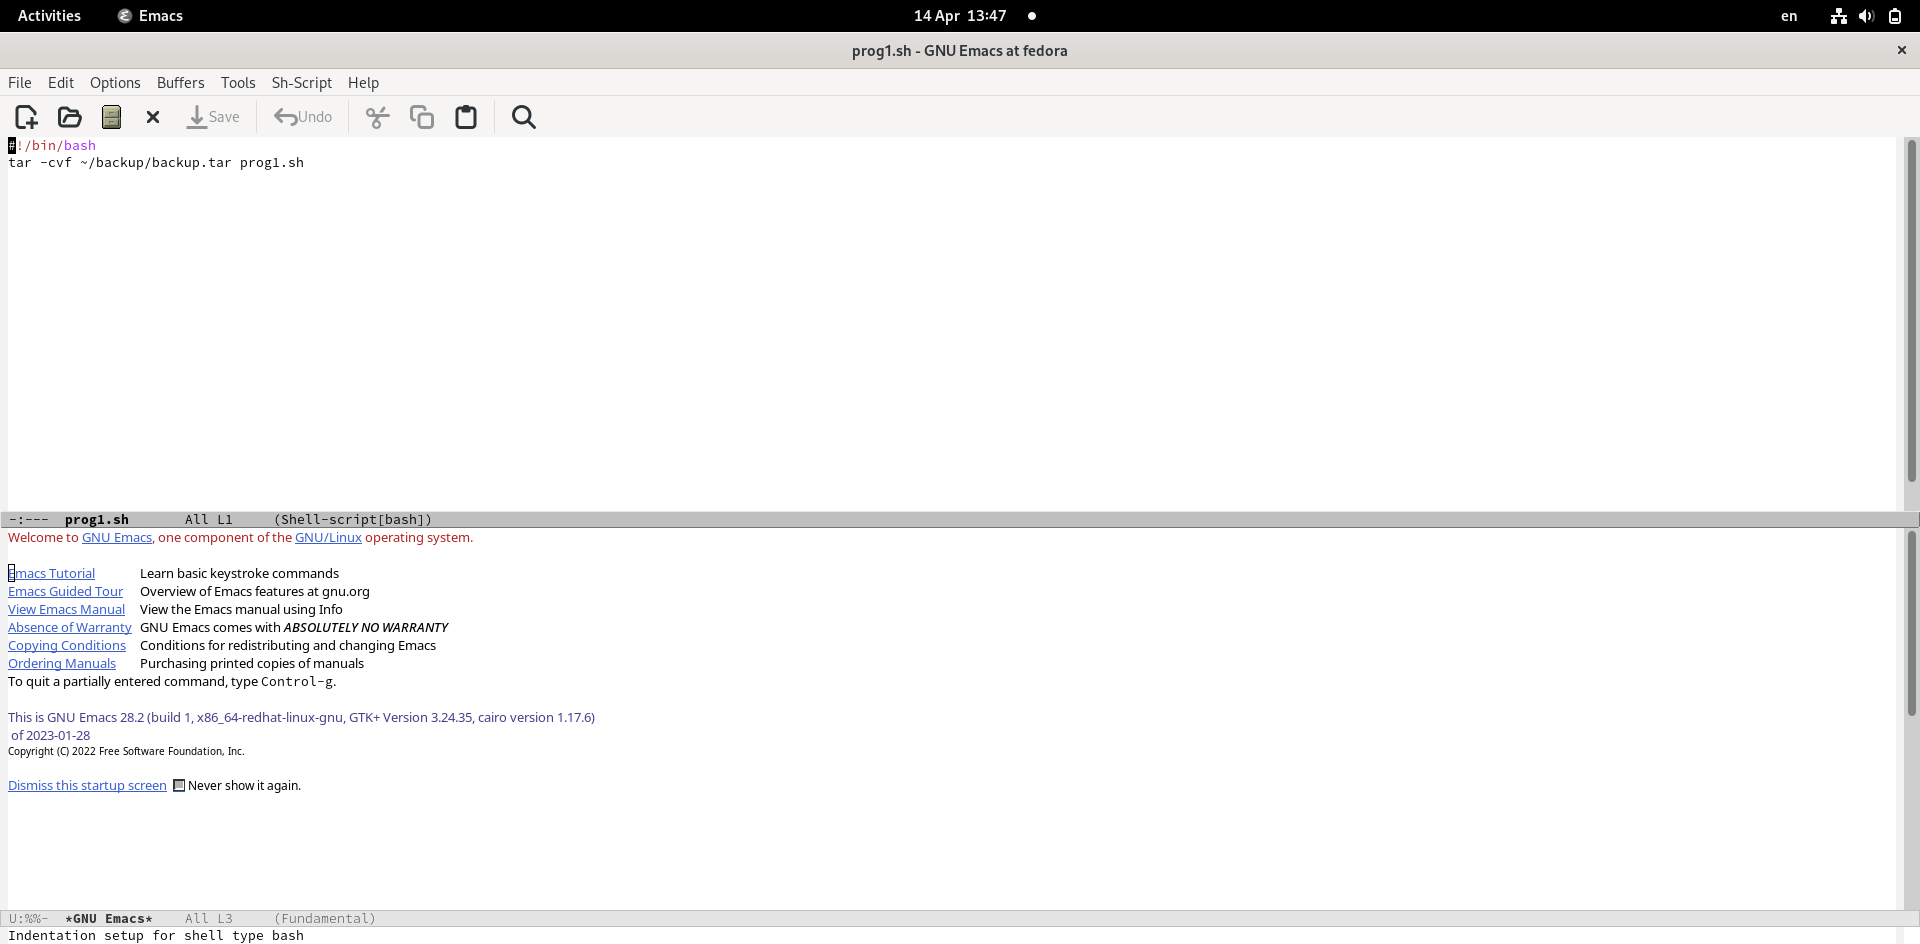 Activities Emacs 14 Apr 13:47 en
prog1.sh - GNU Emacs at fedora
File Edit Options Buffers Tools Sh-Script Help
Save Undo
#!/bin/bash
tar -cvf ~/backup/backup.tar prog1.sh
-:--- prog1.sh All L1 (Shell-script[bash])
Welcome to GNU Emacs, one component of the GNU/Linux operating system.
Emacs Tutorial Learn basic keystroke commands
Emacs Guided Tour Overview of Emacs features at gnu.org
View Emacs Manual View the Emacs manual using Info
Absence of Warranty GNU Emacs comes with ABSOLUTELY NO WARRANTY
Copying Conditions Conditions for redistributing and changing Emacs
Ordering Manuals Purchasing printed copies of manuals
To quit a partially entered command, type Control-g.
This is GNU Emacs 28.2 (build 1, x86_64-redhat-linux-gnu, GTK+ Version 3.24.35, cairo version 1.17.6)
of 2023-01-28
Copyright (C) 2022 Free Software Foundation, Inc.
Dismiss this startup screen Never show it again.
U:%%- *GNU Emacs* All L3 (Fundamental)
Indentation setup for shell type bash